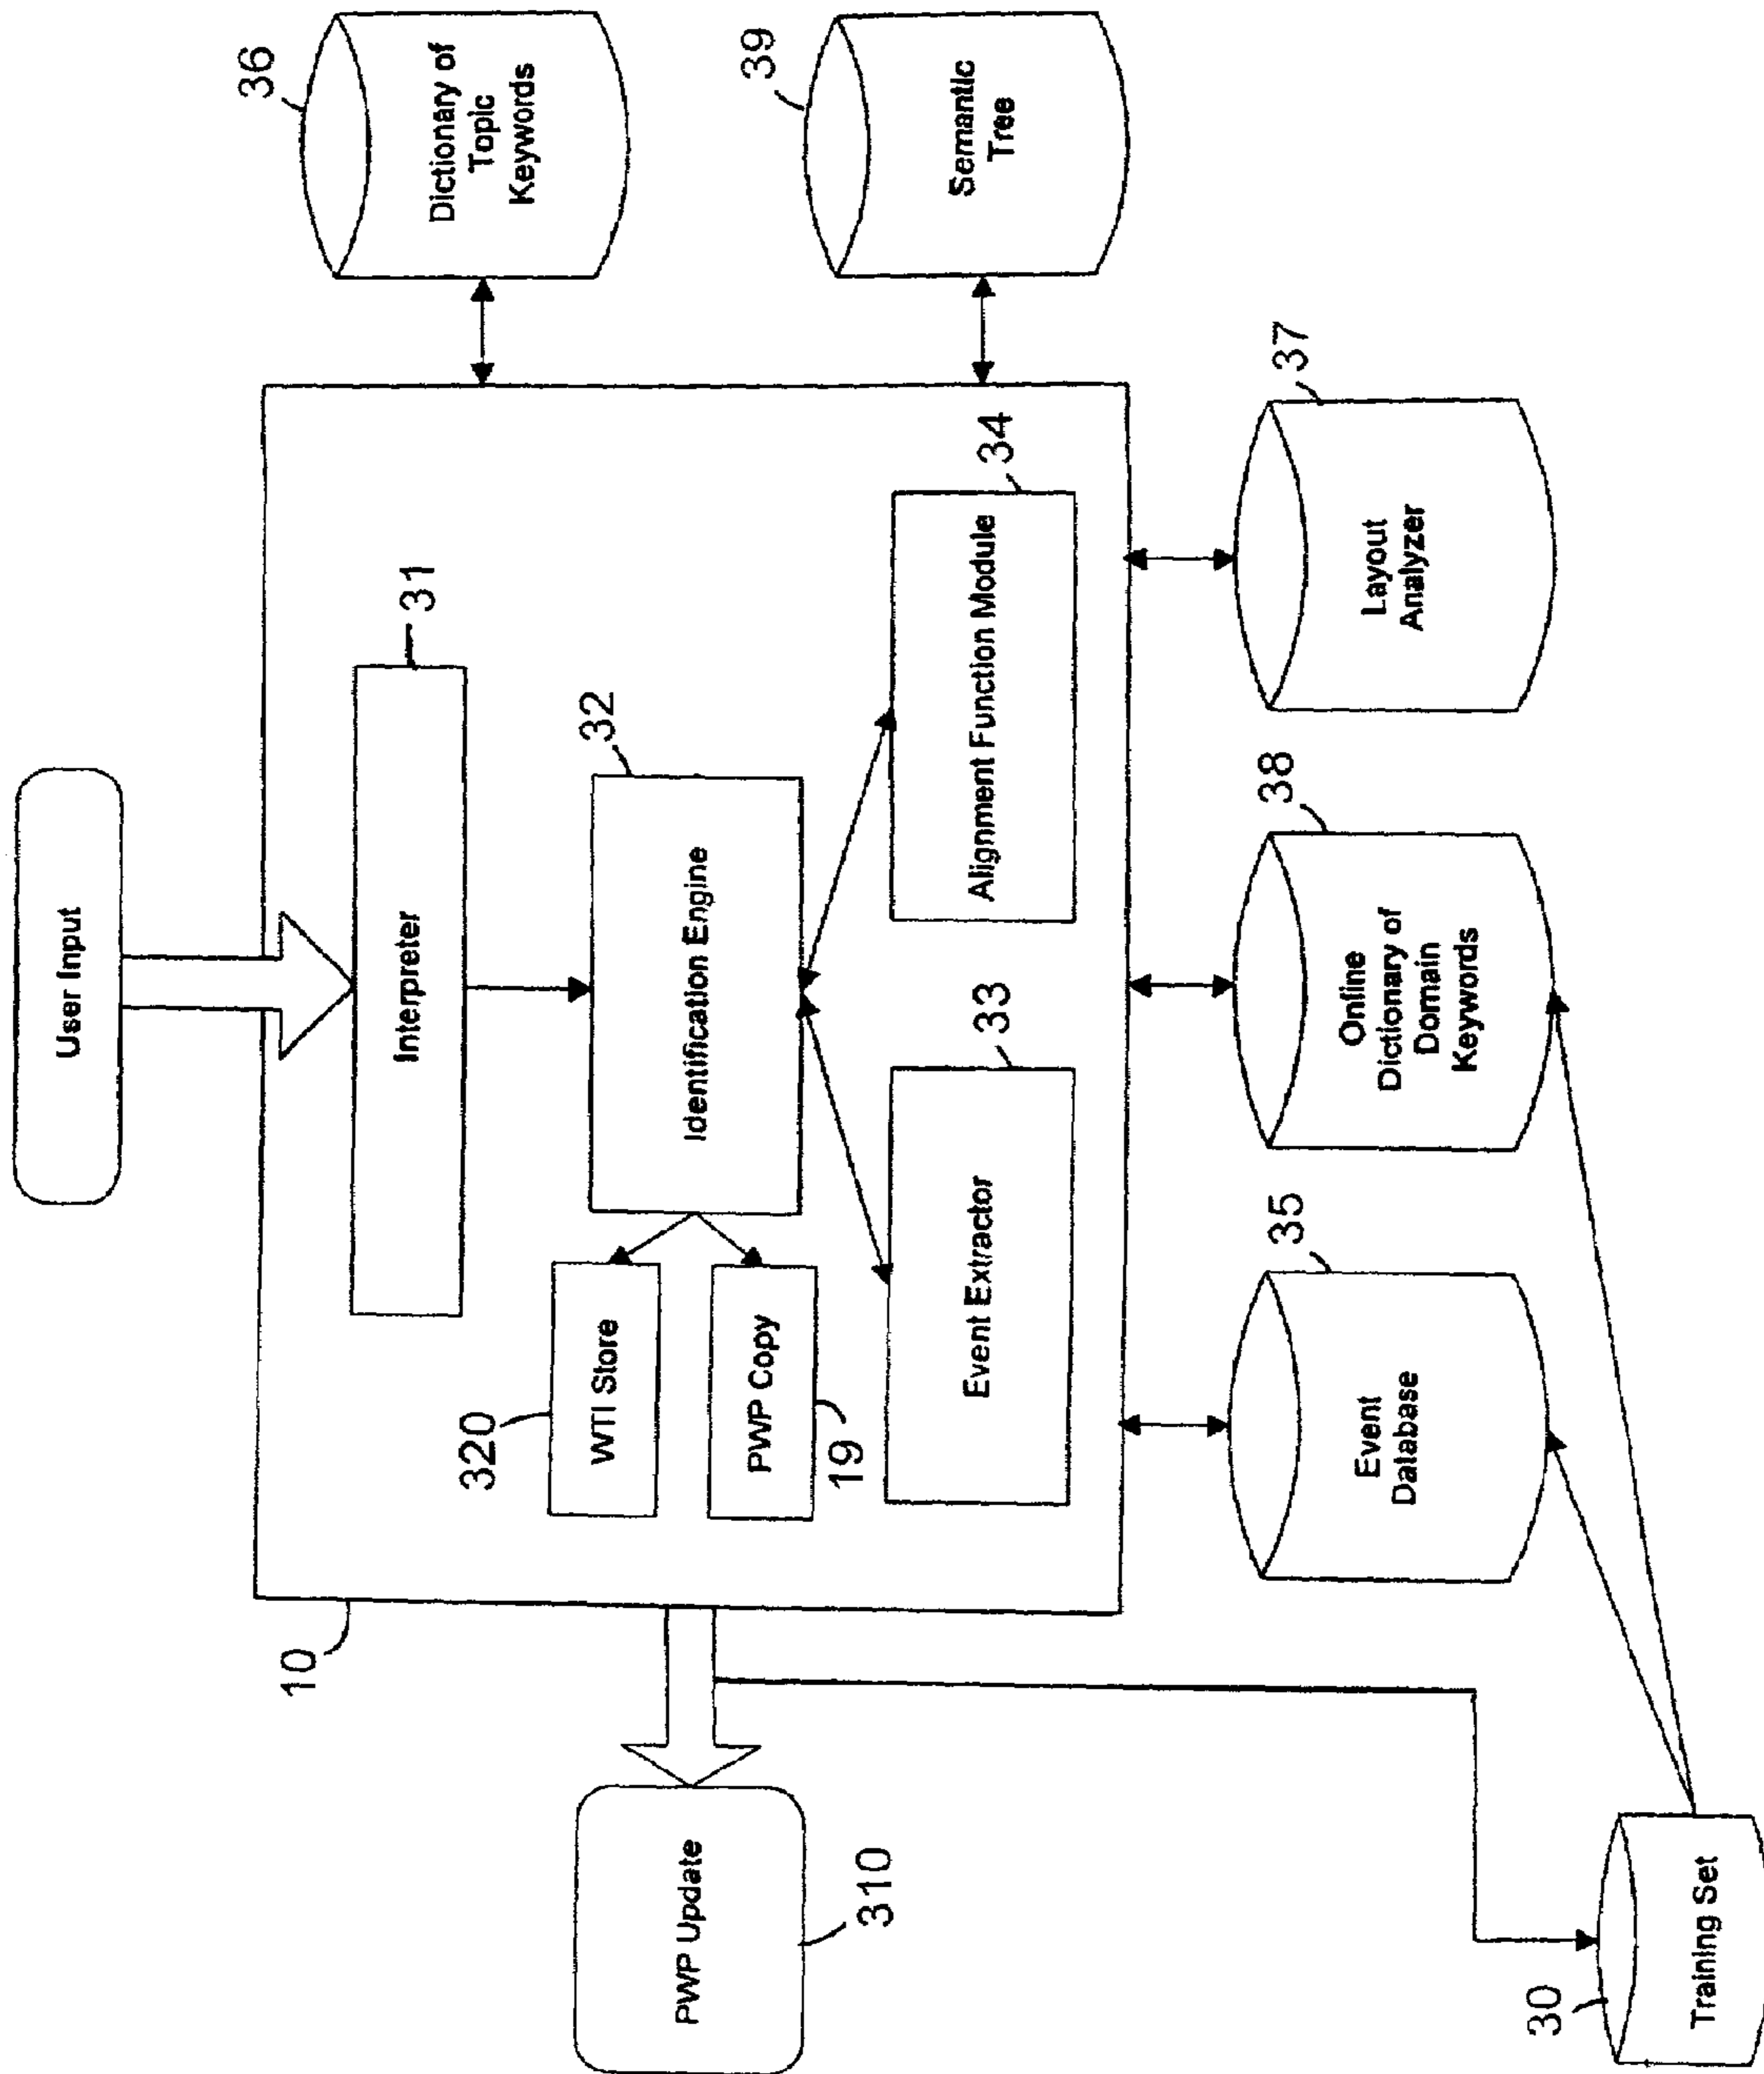 User Input
36
Dictionary of
Topic
Keywords
31
Interpreter
39
Semantic
Tree
32
Identification Engine
320
WTI Store
PWP Copy
19
34
Alignment Function Module
33
Event Extractor
10
PWP Update
310
37
Layout
Analyzer
38
Online
Dictionary of
Domain
Keywords
35
Event
Database
30
Training Set